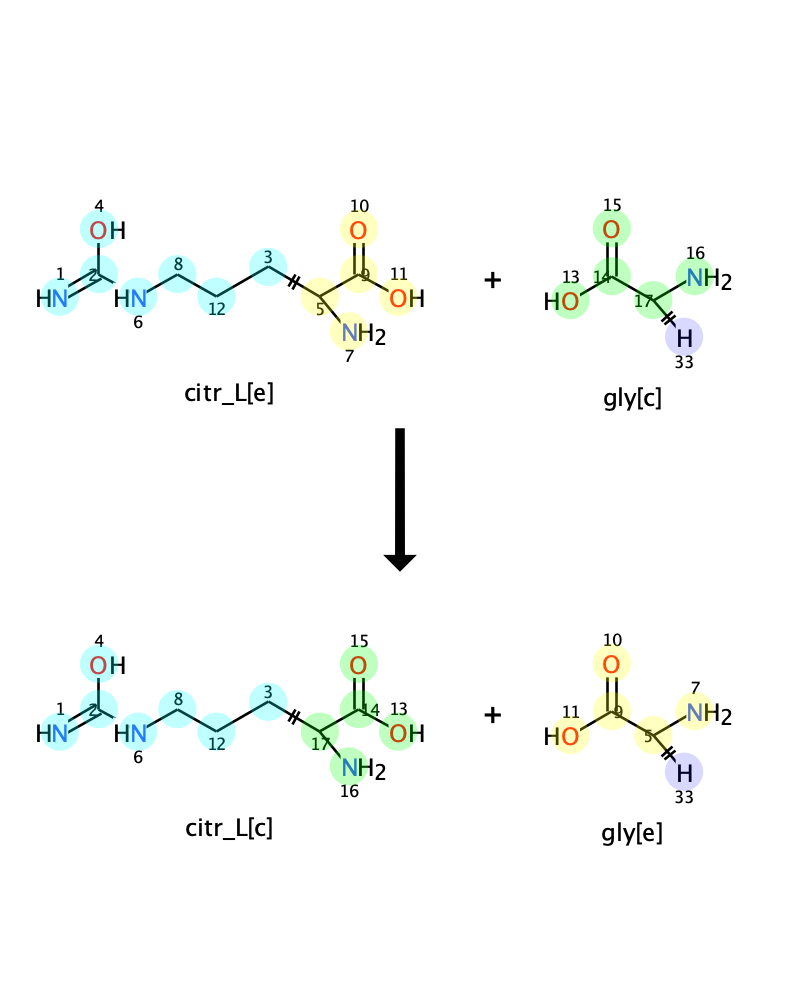 4 10 15
OH O O
1 2 8 3 9 11 13 14 16
HN HN 12 5 OH + HO 17 NH2
6 7 NH2 H 33
citr_L[e] gly[c]
4 15 10
OH O O
1 2 8 3 14 13 11 9 7
HN HN 12 17 OH + HO 5 NH2
6 16 NH2 H 33
citr_L[c] gly[e]